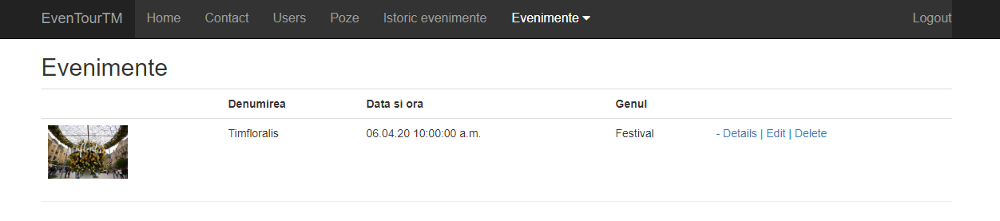 EvenTourTM Home Contact Users Poze Istoric evenimente Evenimente Logout
Evenimente
Denumirea Data si ora Genul
Timfloralis 06.04.20 10:00:00 a.m. Festival - Details | Edit | Delete